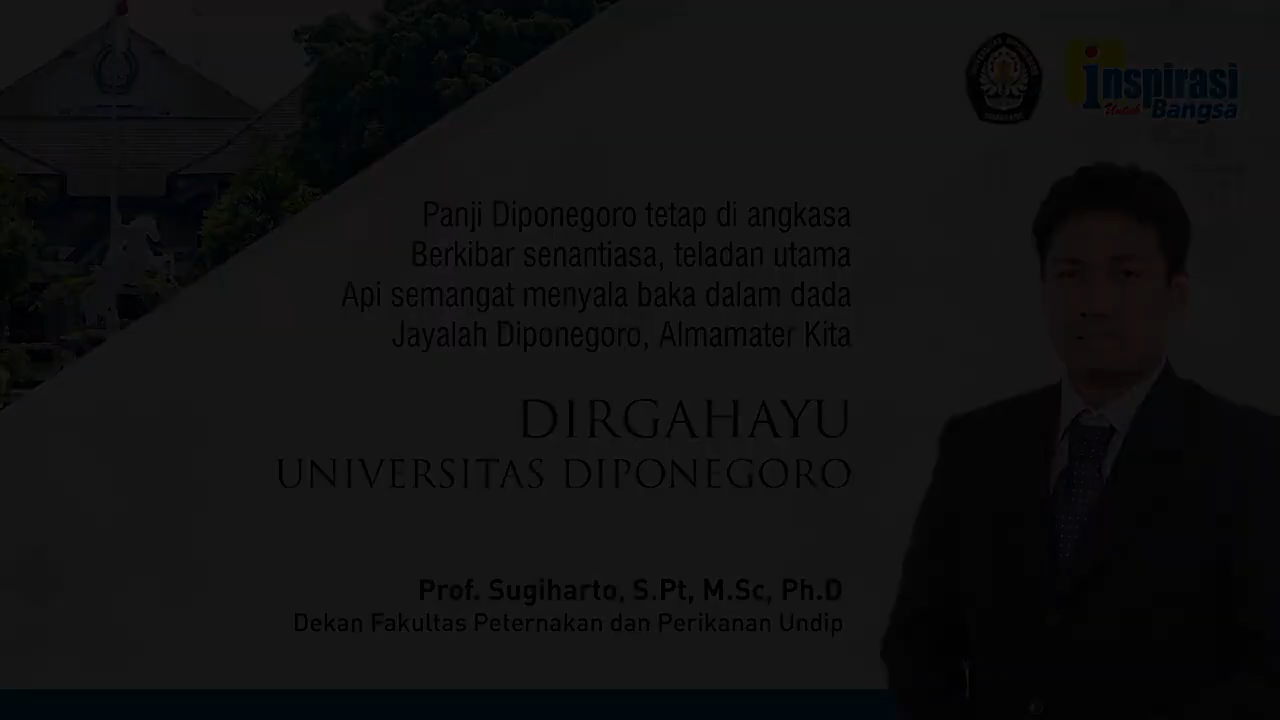 inspirasi
Untuk Bangsa
Panji Diponegoro tetap di angkasa
Berkibar senantiasa, teladan utama
Api semangat menyala baka dalam dada
Jayalah Diponegoro, Almamater Kita
DIRGAHAYU
UNIVERSITAS DIPONEGORO
Prof. Sugiharto, S.Pt, M.Sc, Ph.D
Dekan Fakultas Peternakan dan Perikanan Undip